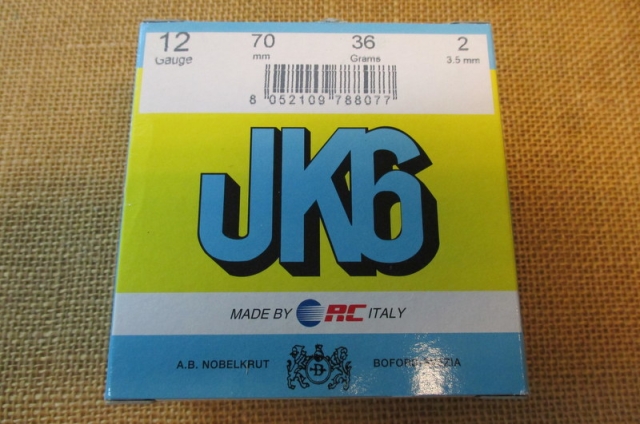 12 70 36 2
Gauge mm Grams 3.5 mm
8 052109 788077
JK6
MADE BY RC ITALY
A.B. NOBELKRUT